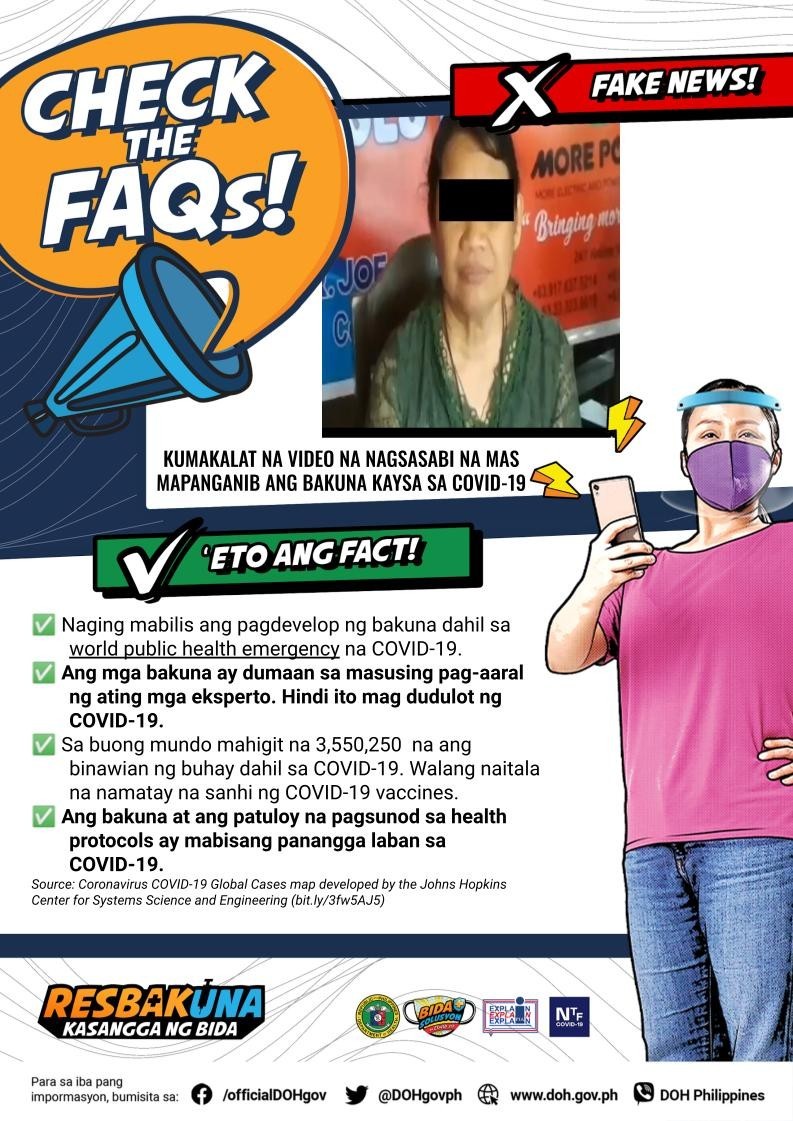 CHECK
THE
FAQs!
FAKE NEWS!
MORE
"Bringing
KUMAKALAT NA VIDEO NA NAGSASABI NA MAS
MAPANGANIB ANG BAKUNA KAYSA SA COVID-19
'ETO ANG FACT!
✅ Naging mabilis ang pagdevelop ng bakuna dahil sa
world public health emergency na COVID-19.
✅ Ang mga bakuna ay dumaan sa masusing pag-aaral
ng ating mga eksperto. Hindi ito mag dudulot ng
COVID-19.
✅ Sa buong mundo mahigit na 3,550,250 na ang
binawian ng buhay dahil sa COVID-19. Walang naitala
na namatay na sanhi ng COVID-19 vaccines.
✅ Ang bakuna at ang patuloy na pagsunod sa health
protocols ay mabisang panangga laban sa
COVID-19.
Source: Coronavirus COVID-19 Global Cases map developed by the Johns Hopkins
Center for Systems Science and Engineering (bit.ly/3fw5AJ5)
RESBAKUNA
KASANGGA NG BIDA
BIDA
SOLUSYON
EXPLAIN
EXPLAIN
EXPLAIN
NTF
COVID-19
Para sa iba pang
impormasyon, bumisita sa:
/officialDOHgov
@DOHgovph
www.doh.gov.ph
DOH Philippines